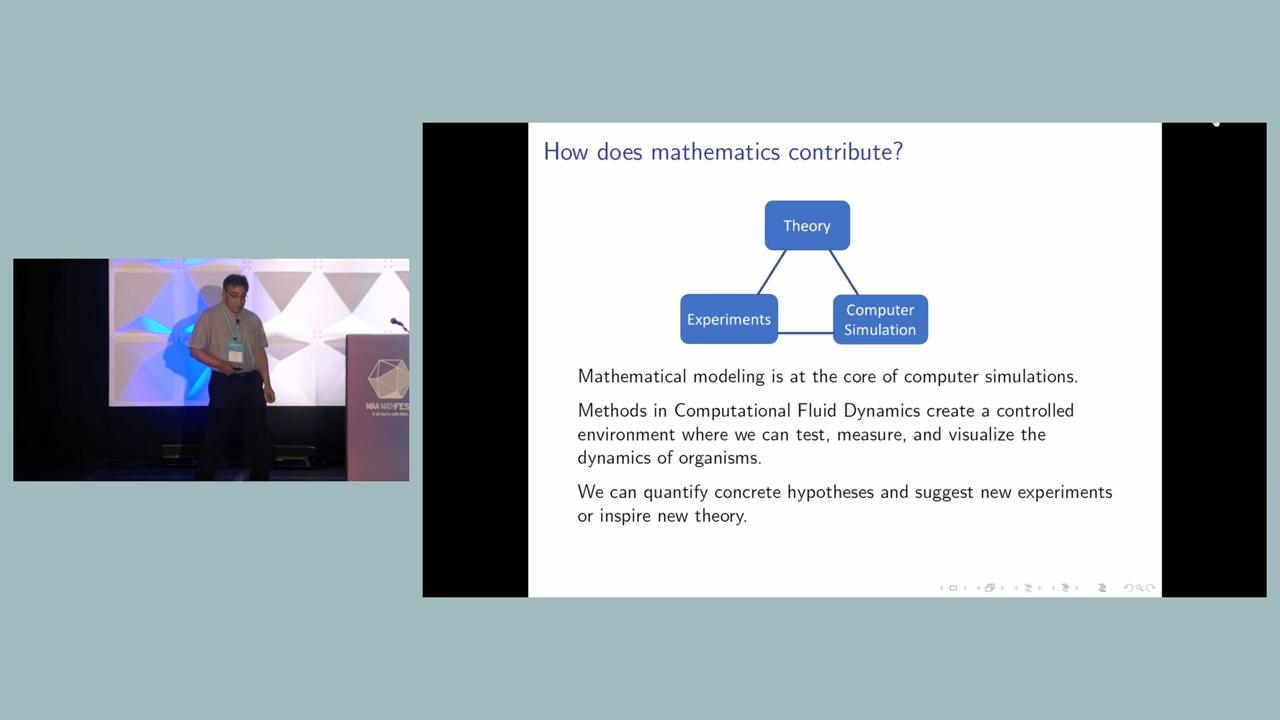 How does mathematics contribute?
Theory
Experiments
Computer
Simulation
Mathematical modeling is at the core of computer simulations.
Methods in Computational Fluid Dynamics create a controlled
environment where we can test, measure, and visualize the
dynamics of organisms.
We can quantify concrete hypotheses and suggest new experiments
or inspire new theory.
MAA MATHFES